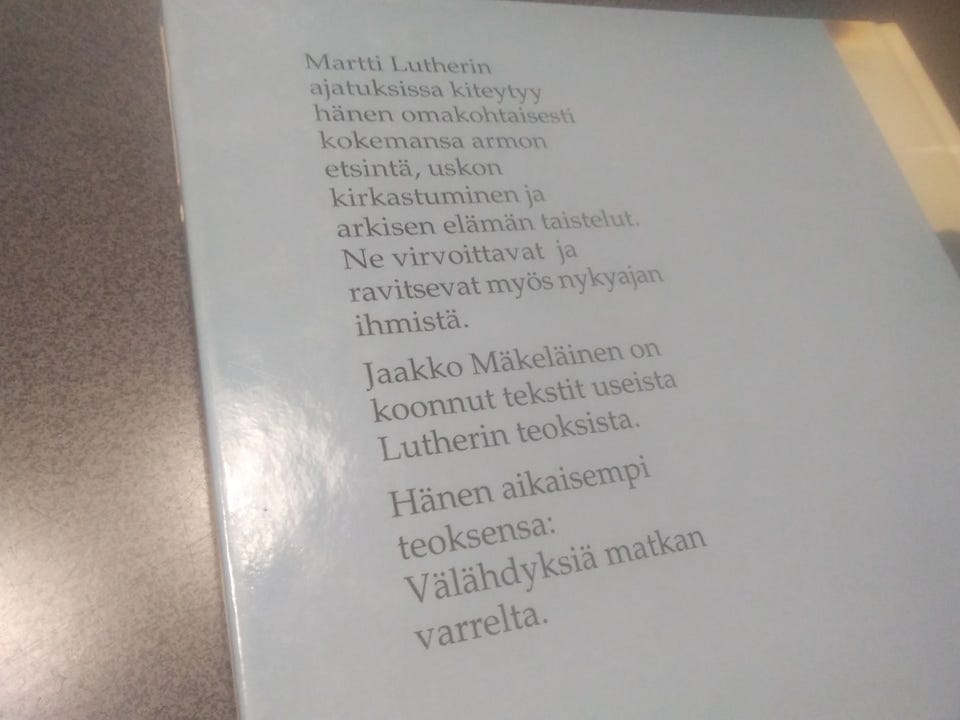 Martti Lutherin
ajatuksissa kiteytyy
hänen omakohtaisesti
kokemansa armon
etsintä, uskon
kirkastuminen ja
arkisen elämän taistelut.
Ne virvoittavat ja
ravitsevat myös nykyajan
ihmistä.
Jaakko Mäkeläinen on
koonnut tekstit useista
Lutherin teoksista.
Hänen aikaisempi
teoksensa:
Välähdyksiä matkan
varrelta.